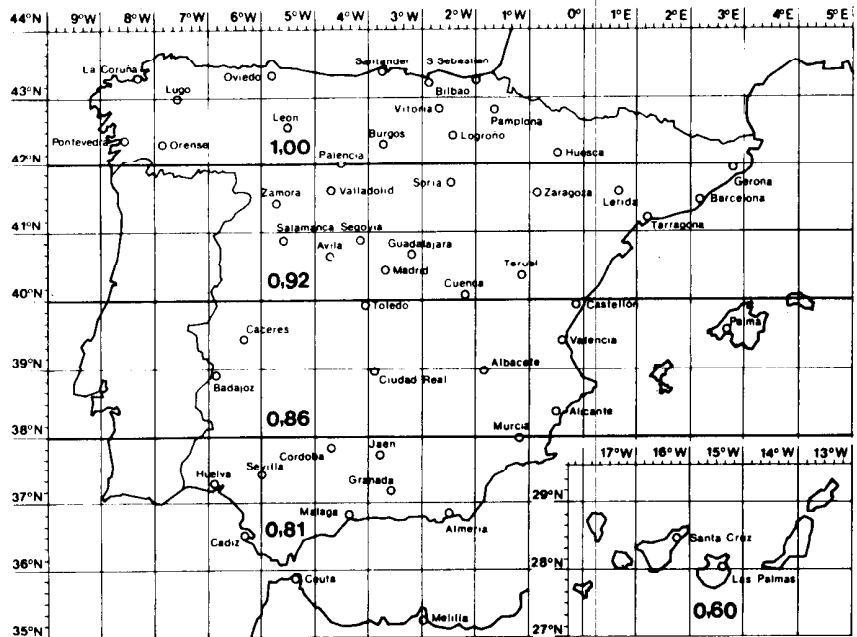 44°N 9°W 8°W 7°W 6°W 5°W 4°W 3°W 2°W 1°W 0° 1°E 2°E 3°E 4°E 5°E
La Coruña Oviedo Santander S Sebastian
43°N Lugo Bilbao
Leon Vitoria Pamplona
Pontevedra Orense 1,00 Burgos Logroño Huesca
42°N Palencia
Zamora Valladolid Soria Zaragoza Lerida Gerona
Barcelona
41°N Salamanca Segovia Tarragona
Avila Guadalajara
0,92 Madrid Cuenca Teruel
40°N Toledo Castellón
Caceres Valencia Palma
39°N Badajoz Ciudad Real Albacete
0,86 Alicante
38°N Murcia
Huelva Sevilla Cordoba Jaen 17°W 16°W 15°W 14°W 13°W
37°N Granada 29°N
0,81 Malaga Almeria
Cadiz Santa Cruz
36°N 28°N
Ceuta Las Palmas
Melilla 0,60
35°N 27°N